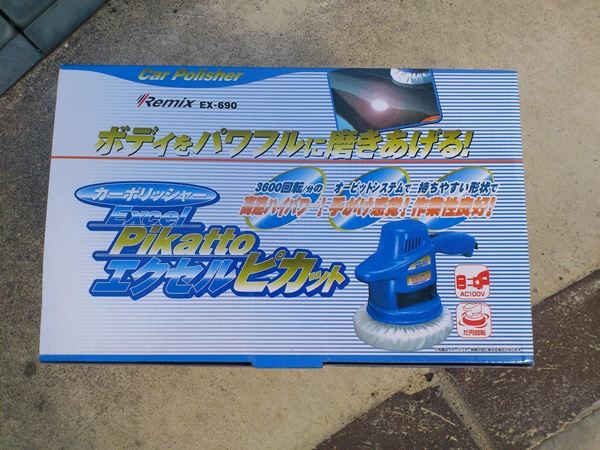 Car Polisher
Remix EX-690
ボディをパワフルに磨きあげる!
カーポリッシャー
Excel
Pikatto
エクセルピカット
3600回転/分の
高速ハイパワー!
オービットシステムで
手がけ感覚!
持ちやすい形状で
作業性良好!
AC100V
だ円回転